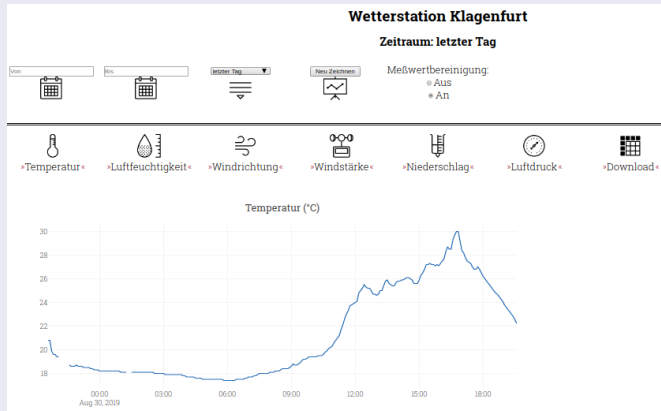 Wetterstation Klagenfurt
Zeitraum: letzter Tag
Von
Bis
letzter Tag
Neu Zeichnen
Meßwertbereinigung:
Aus
An
»Temperatur« »Luftfeuchtigkeit« »Windrichtung« »Windstärke« »Niederschlag« »Luftdruck« »Download«
Temperatur (°C)
30
28
26
24
22
20
18
00:00 03:00 06:00 09:00 12:00 15:00 18:00
Aug 30, 2019